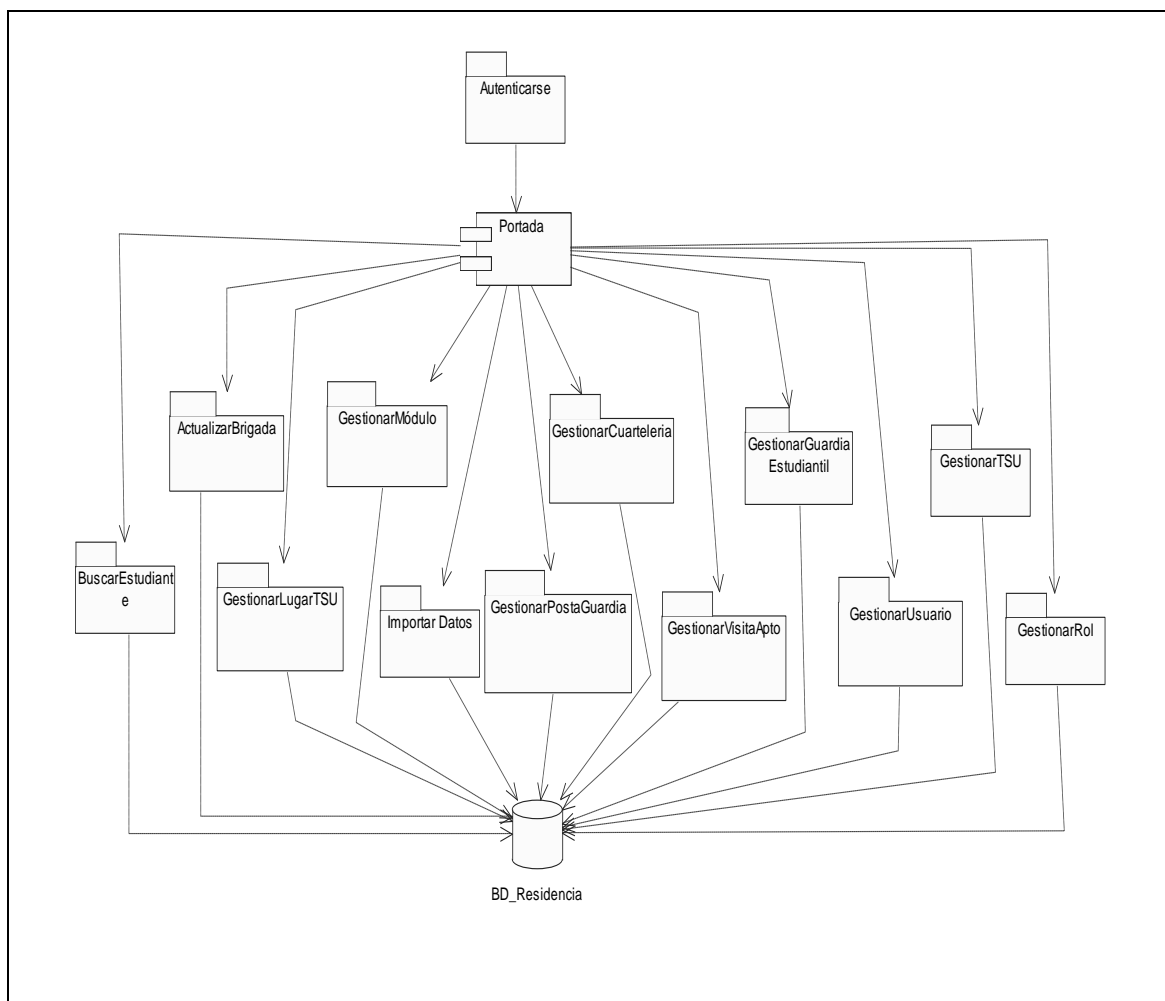 Autenticarse
Portada
ActualizarBrigada
GestionarMódulo
GestionarCuarteleria
GestionarGuardia
Estudiantil
GestionarTSU
BuscarEstudiant
e
GestionarLugarTSU
Importar Datos
GestionarPostaGuardia
GestionarVisitaApto
GestionarUsuario
GestionarRol
BD_Residencia